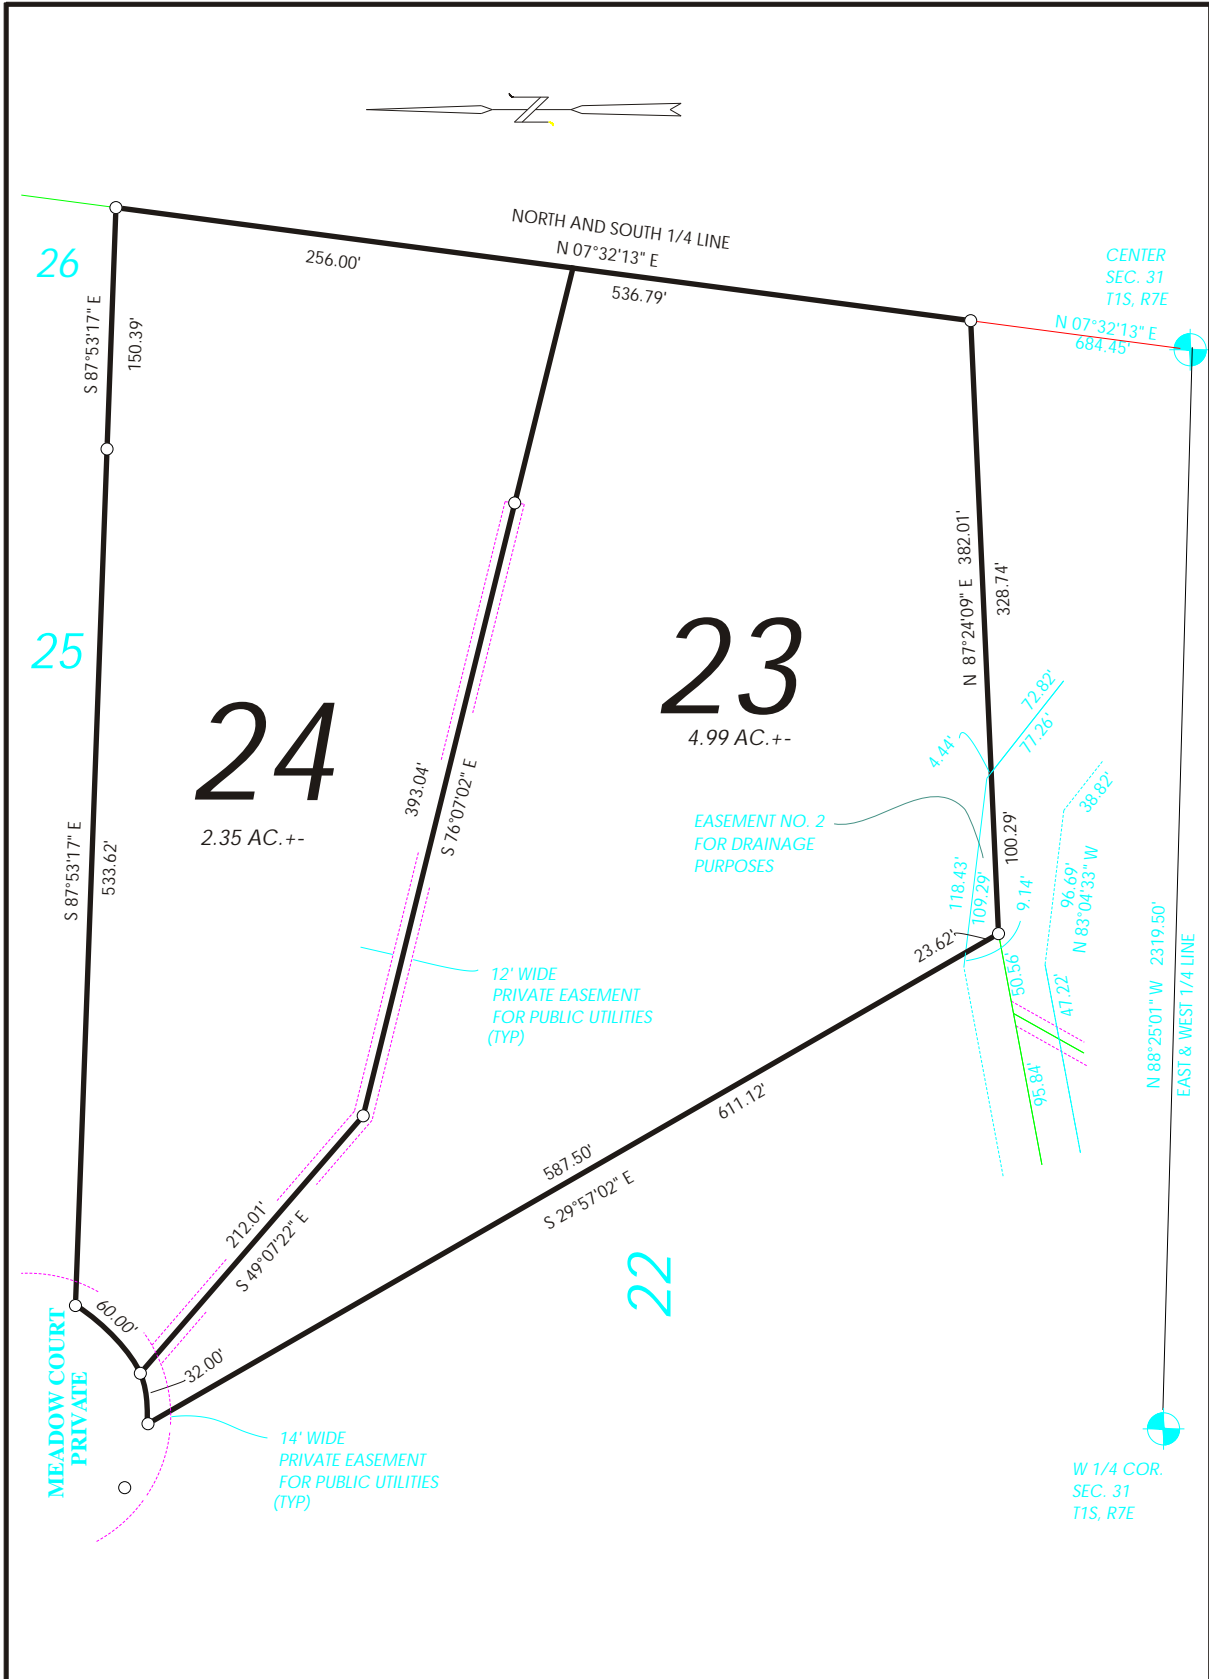 N
NORTH AND SOUTH 1/4 LINE
N 07°32'13" E
256.00'
536.79'
26
CENTER
SEC. 31
T1S, R7E
N 07°32'13" E
684.45'
S 87°53'17" E
150.39'
25
N 87°24'09" E 382.01'
328.74'
23
4.99 AC.+-
24
2.35 AC.+-
393.04'
S 76°07'02" E
72.82'
77.26'
4.44'
38.82'
EASEMENT NO. 2
FOR DRAINAGE
PURPOSES
100.29'
S 87°53'17" E
533.62'
118.43'
109.29'
9.14'
96.69'
N 83°04'33" W
23.62'
50.56'
47.22'
95.84'
N 88°25'01" W 2319.50'
EAST & WEST 1/4 LINE
12' WIDE
PRIVATE EASEMENT
FOR PUBLIC UTILITIES
(TYP)
611.12'
587.50'
S 29°57'02" E
212.01'
S 49°07'22" E
22
60.00'
32.00'
MEADOW COURT
PRIVATE
14' WIDE
PRIVATE EASEMENT
FOR PUBLIC UTILITIES
(TYP)
W 1/4 COR.
SEC. 31
T1S, R7E